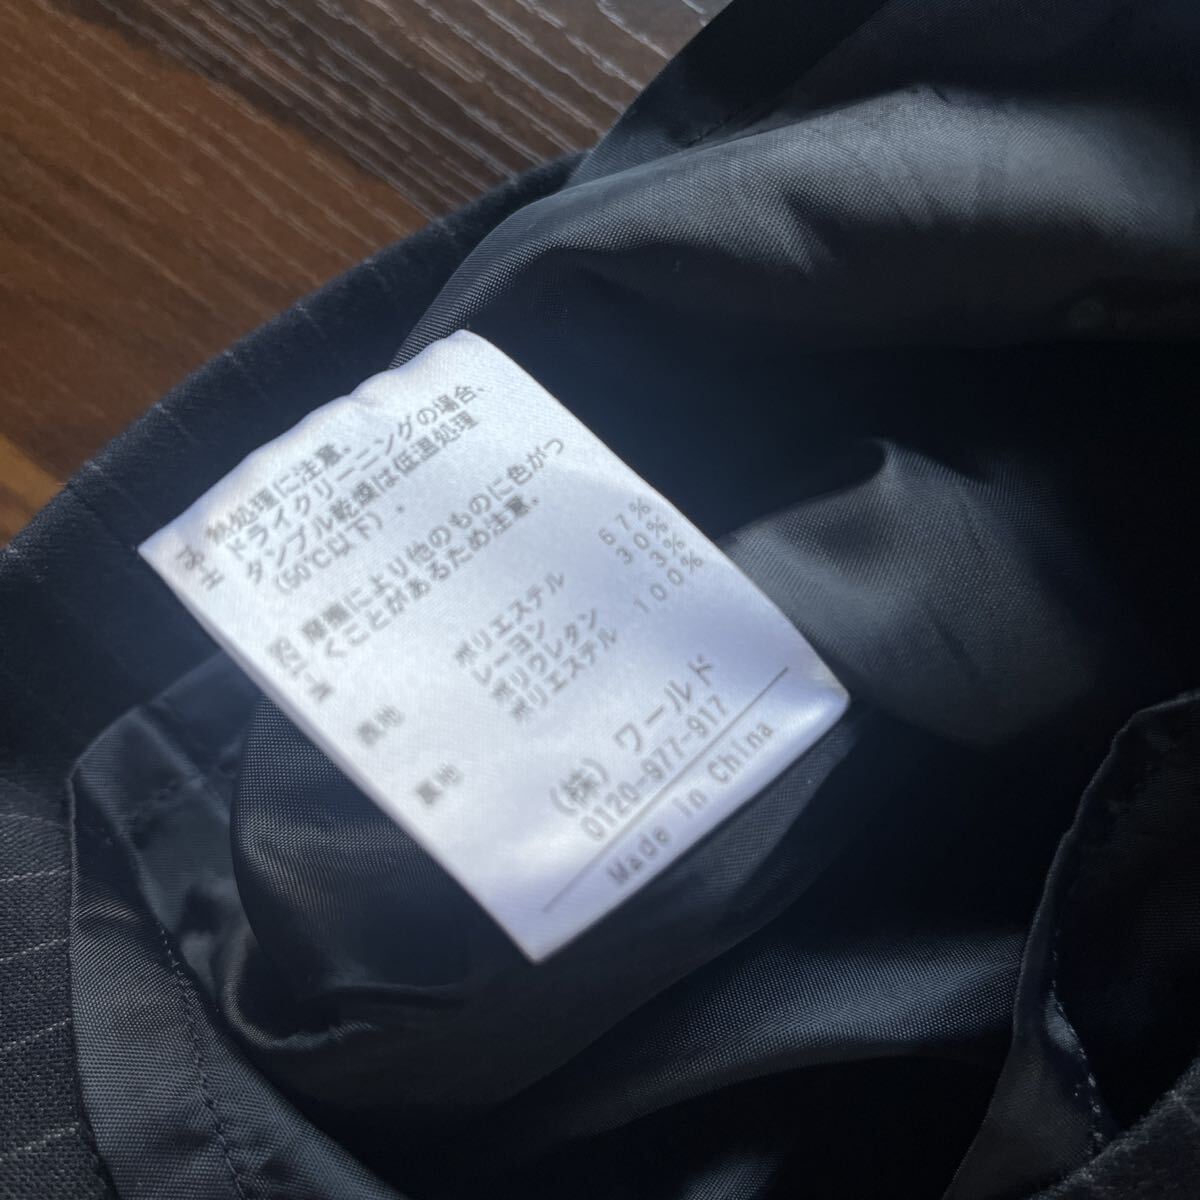 熱処理に注意。
ドライクリーニングの場合、
タンブル乾燥は低温処理
(60℃以下)。
摩擦により他のものに色がつ
くことがあるため注意。
表地 ポリエステル 67%
レーヨン 30%
ポリウレタン 3%
裏地 ポリエステル 100%
(株) ワールド
0120-977-917
Made in China